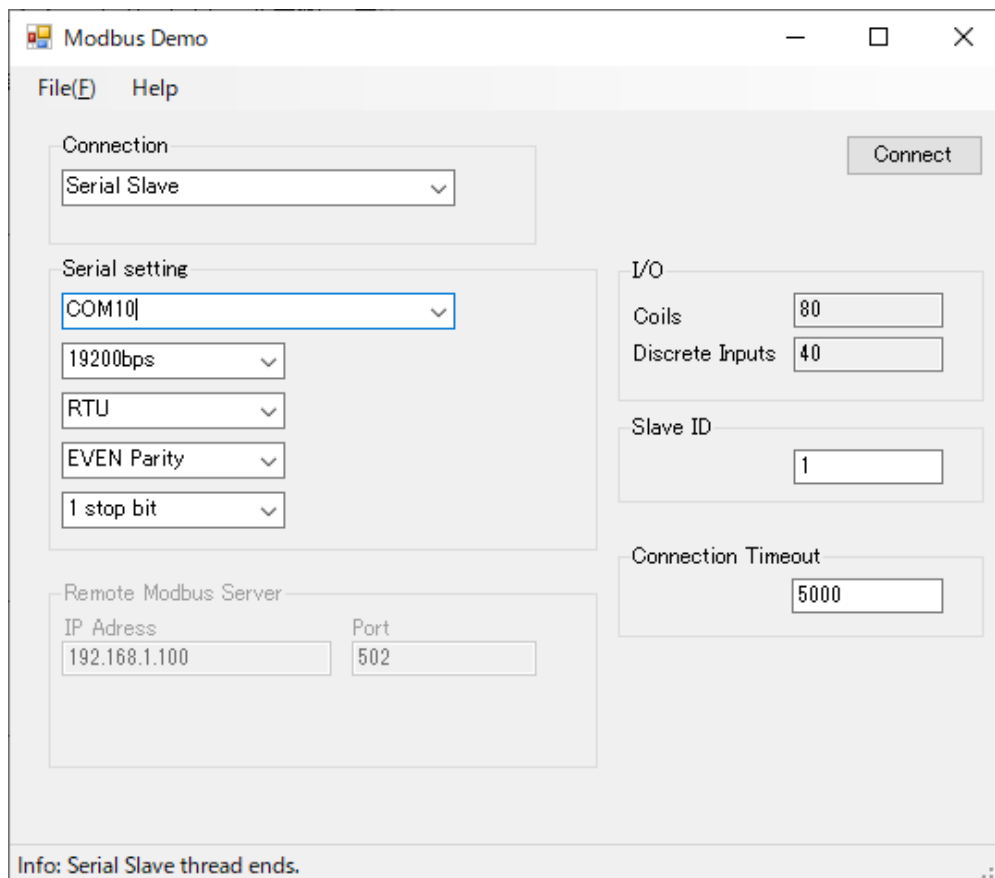 Modbus Demo
File(F) Help
Connection
Serial Slave
Connect
Serial setting
COM10
19200bps
RTU
EVEN Parity
1 stop bit
I/O
Coils 80
Discrete Inputs 40
Slave ID
1
Connection Timeout
5000
Remote Modbus Server
IP Adress Port
192.168.1.100 502
Info: Serial Slave thread ends.